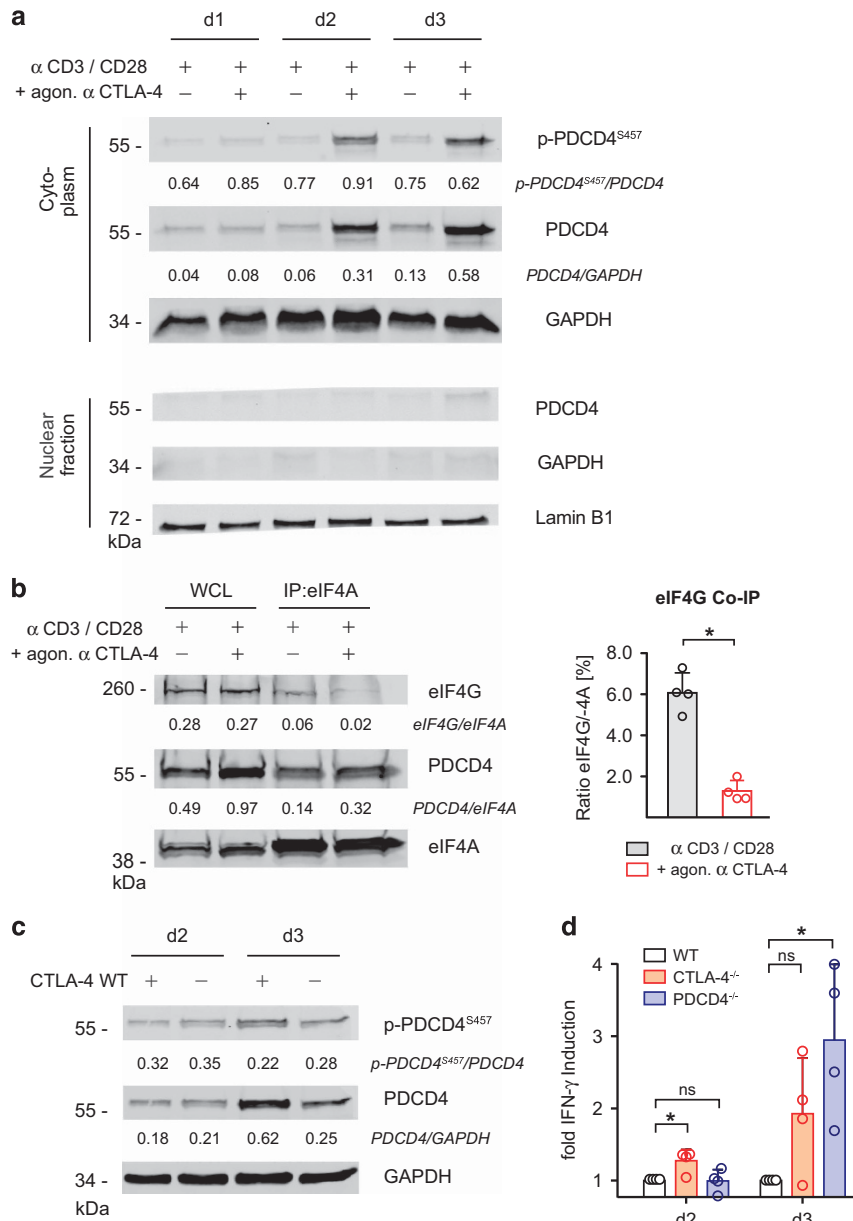 a
d1 d2 d3
α CD3 / CD28 + + + + + +
+ agon. α CTLA-4 − + − + − +
Cyto-
plasm
55 - p-PDCD4S457
0.64 0.85 0.77 0.91 0.75 0.62 p-PDCD4S457/PDCD4
55 - PDCD4
0.04 0.08 0.06 0.31 0.13 0.58 PDCD4/GAPDH
34 - GAPDH
Nuclear
fraction
55 - PDCD4
34 - GAPDH
72 - Lamin B1
kDa
b
WCL IP:eIF4A
α CD3 / CD28 + + + +
+ agon. α CTLA-4 − + − +
260 - eIF4G
0.28 0.27 0.06 0.02 eIF4G/eIF4A
55 - PDCD4
0.49 0.97 0.14 0.32 PDCD4/eIF4A
38 - eIF4A
kDa
eIF4G Co-IP
*
Ratio eIF4G/-4A [%]
8.0
6.0
4.0
2.0
α CD3 / CD28
+ agon. α CTLA-4
c
d2 d3
CTLA-4 WT + − + −
55 - p-PDCD4S457
0.32 0.35 0.22 0.28 p-PDCD4S457/PDCD4
55 - PDCD4
0.18 0.21 0.62 0.25 PDCD4/GAPDH
34 - GAPDH
kDa
d
fold IFN-γ Induction
4
3
2
1
WT
CTLA-4-/-
PDCD4-/-
*
ns
ns
*
d2 d3